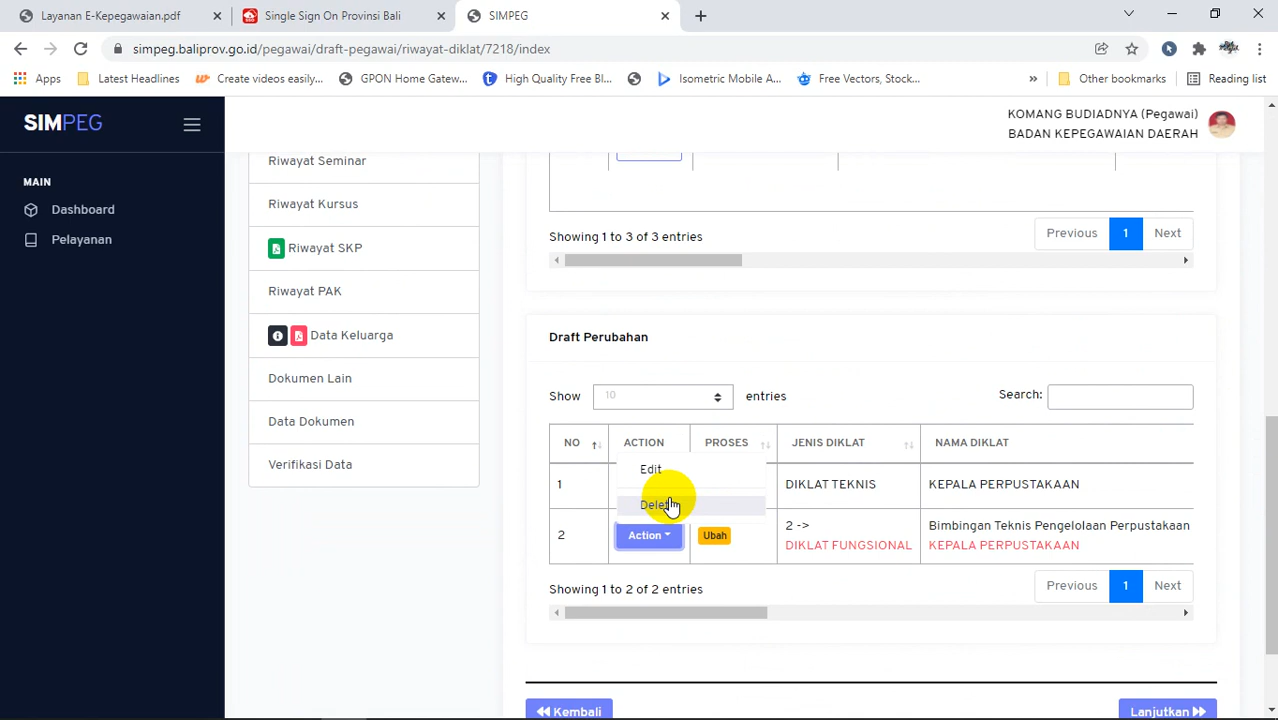 Layanan E-Kepegawaian.pdf
Single Sign On Provinsi Bali
SIMPEG
simpeg.baliprov.go.id/pegawai/draft-pegawai/riwayat-diklat/7218/index
Apps
Latest Headlines
Create videos easily...
GPON Home Gatew...
High Quality Free Bl...
Isometric Mobile A...
Free Vectors, Stock...
»
Other bookmarks
Reading list
SIMPEG
KOMANG BUDIADNYA (Pegawai)
BADAN KEPEGAWAIAN DAERAH
MAIN
Dashboard
Pelayanan
Riwayat Seminar
Riwayat Kursus
Riwayat SKP
Riwayat PAK
Data Keluarga
Dokumen Lain
Data Dokumen
Verifikasi Data
Showing 1 to 3 of 3 entries
Previous 1 Next
Draft Perubahan
Show 10 entries
Search:
NO ACTION PROSES JENIS DIKLAT NAMA DIKLAT
Edit
1 DIKLAT TEKNIS KEPALA PERPUSTAKAAN
Delete
2 Action Ubah 2 -> Bimbingan Teknis Pengelolaan Perpustakaan
DIKLAT FUNGSIONAL KEPALA PERPUSTAKAAN
Showing 1 to 2 of 2 entries
Previous 1 Next
Kembali
Lanjutkan